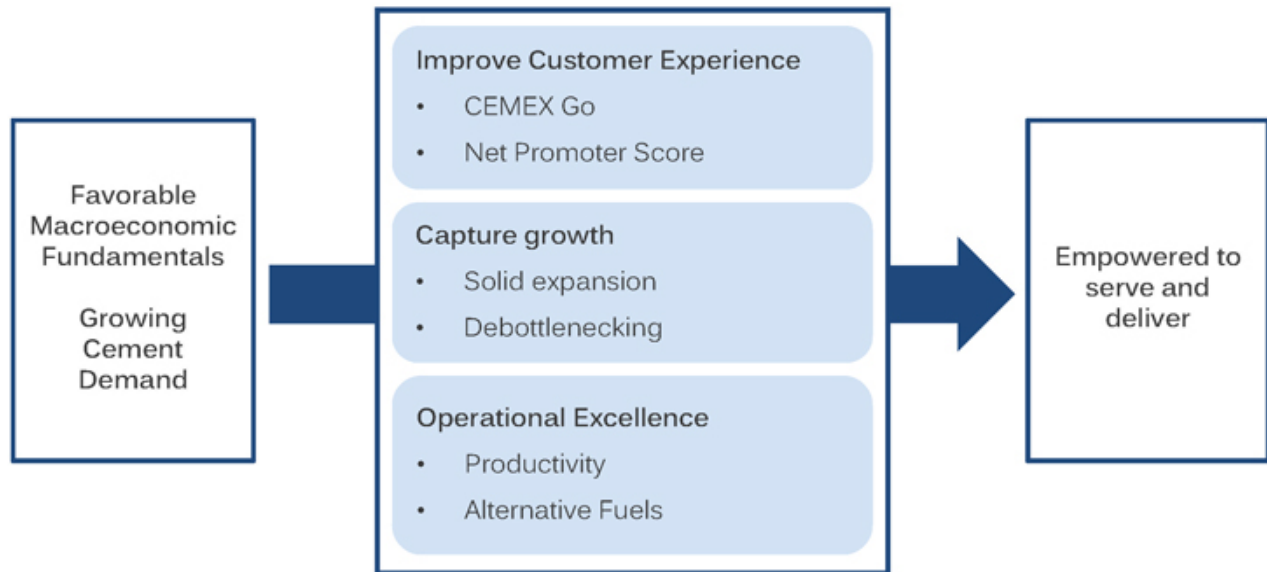 Favorable
Macroeconomic
Fundamentals
Growing
Cement
Demand
Improve Customer Experience
• CEMEX Go
• Net Promoter Score
Capture growth
• Solid expansion
• Debottlenecking
Operational Excellence
• Productivity
• Alternative Fuels
Empowered to
serve and
deliver